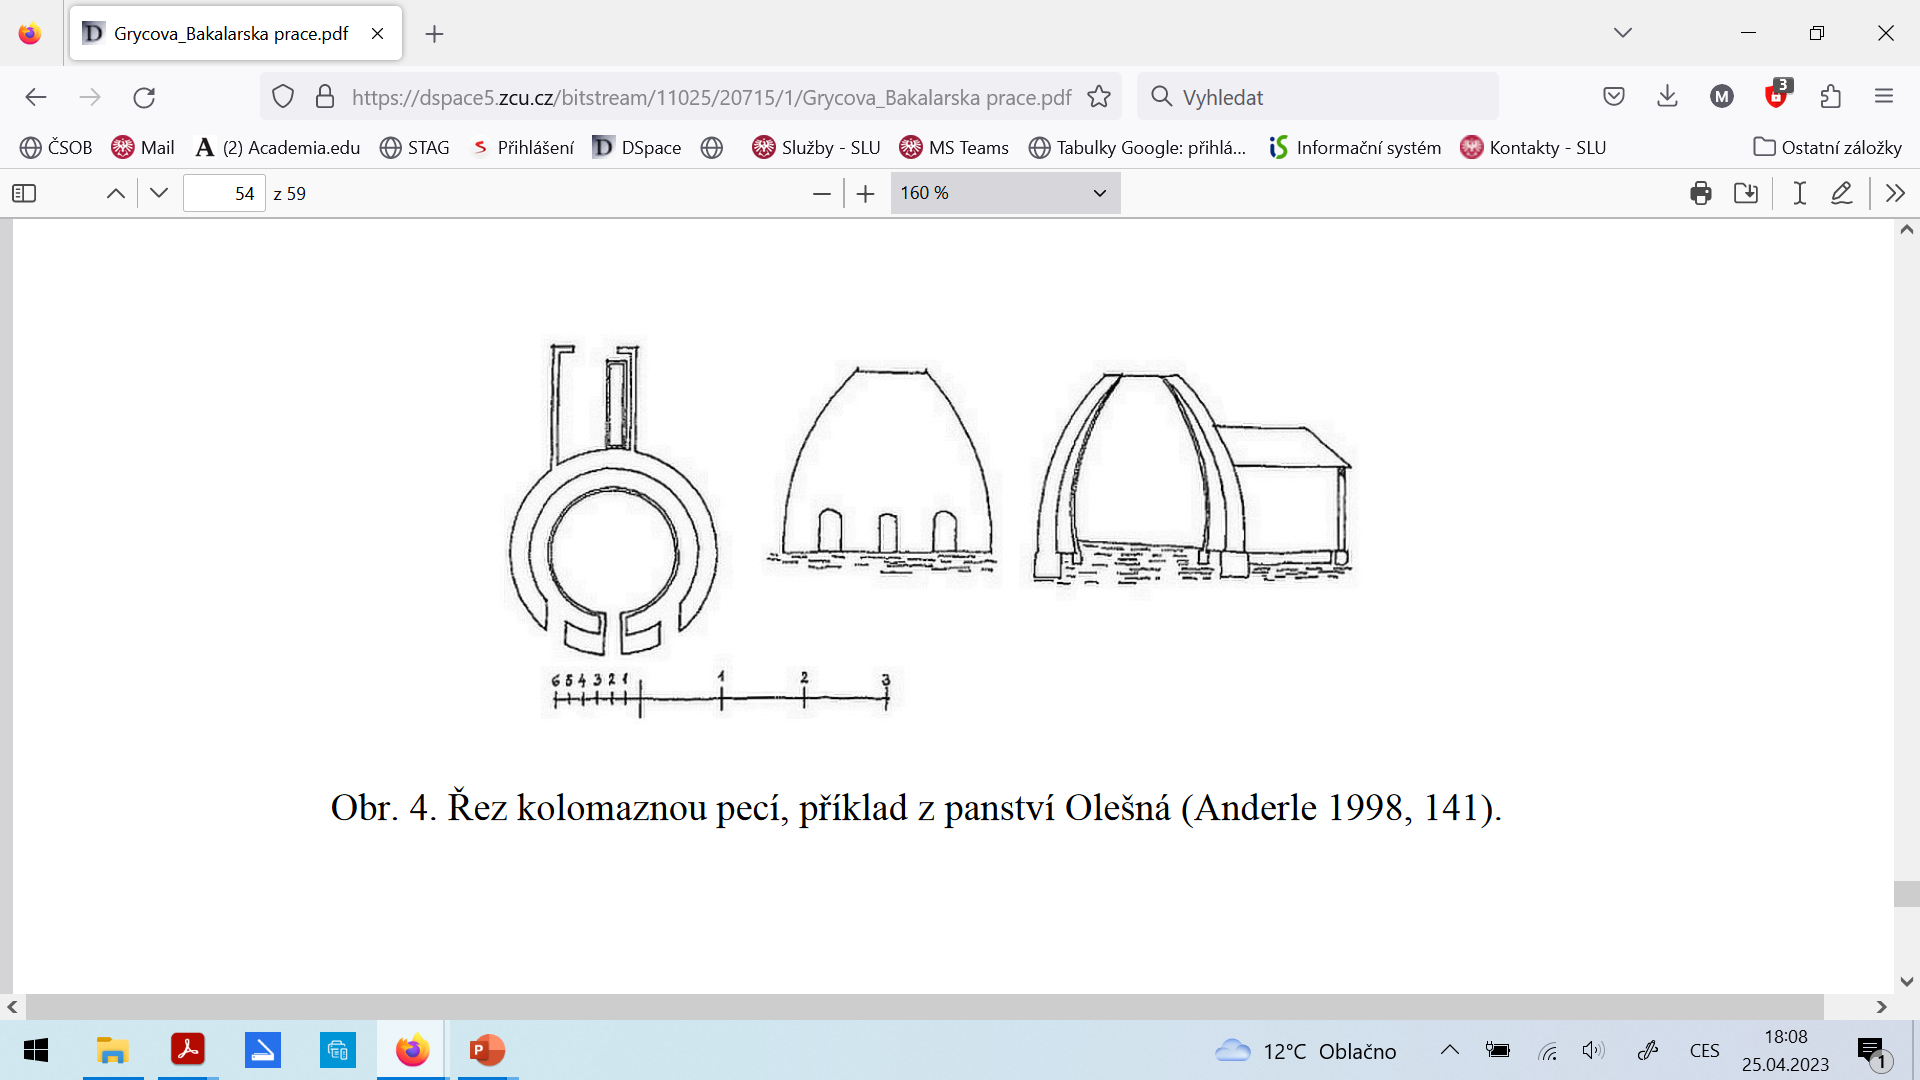 Grycova_Bakalarska prace.pdf
https://dspace5.zcu.cz/bitstream/11025/20715/1/Grycova_Bakalarska prace.pdf
Vyhledat
M
3
ČSOB
Mail
(2) Academia.edu
STAG
Přihlášení
DSpace
Služby - SLU
MS Teams
Tabulky Google: přihlá...
Informační systém
Kontakty - SLU
Ostatní záložky
54 z 59
160 %
6 5 4 3 2 1 1 2 3
Obr. 4. Řez kolomaznou pecí, příklad z panství Olešná (Anderle 1998, 141).
12°C Oblačno
CES
18:08
25.04.2023
1